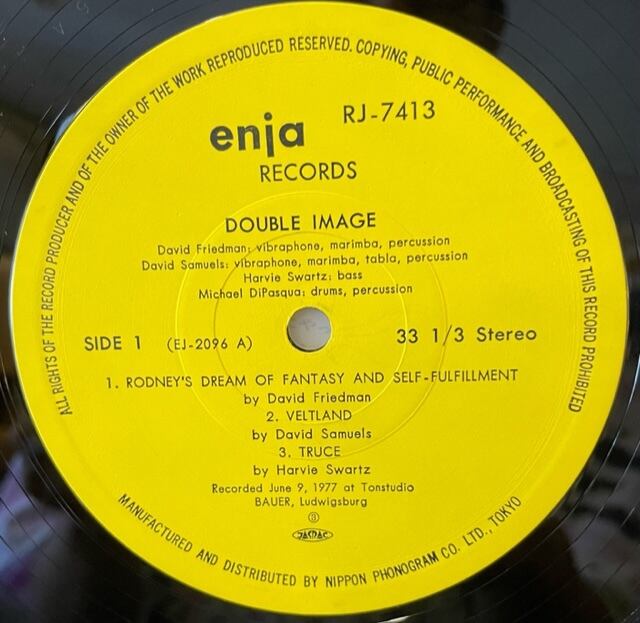 ALL RIGHTS OF THE RECORD PRODUCER AND OF THE OWNER OF THE WORK REPRODUCED RESERVED. COPYING, PUBLIC PERFORMANCE AND BROADCASTING OF THIS RECORD PROHIBITED
enja
RJ-7413
RECORDS
DOUBLE IMAGE
David Friedman: vibraphone, marimba, percussion
David Samuels: vibraphone, marimba, tabla, percussion
Harvie Swartz: bass
Michael DiPasqua: drums, percussion
SIDE 1 (EJ-2096 A)
33 1/3 Stereo
1. RODNEY'S DREAM OF FANTASY AND SELF-FULFILLMENT
by David Friedman
2. VELTLAND
by David Samuels
3. TRUCE
by Harvie Swartz
Recorded June 9, 1977 at Tonstudio
BAUER, Ludwigsburg
JASRAC
MANUFACTURED AND DISTRIBUTED BY NIPPON PHONOGRAM CO. LTD., TOKYO